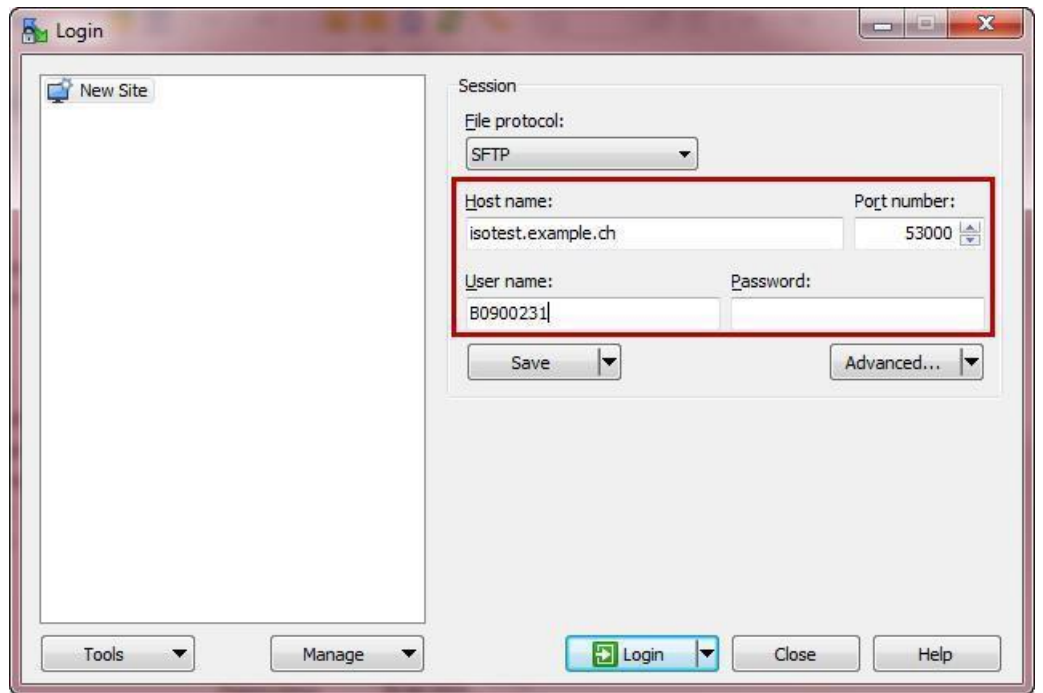 Login
New Site
Session
File protocol:
SFTP
Host name: Port number:
isotest.example.ch 53000
User name: Password:
B0900231
Save Advanced...
Tools Manage Login Close Help